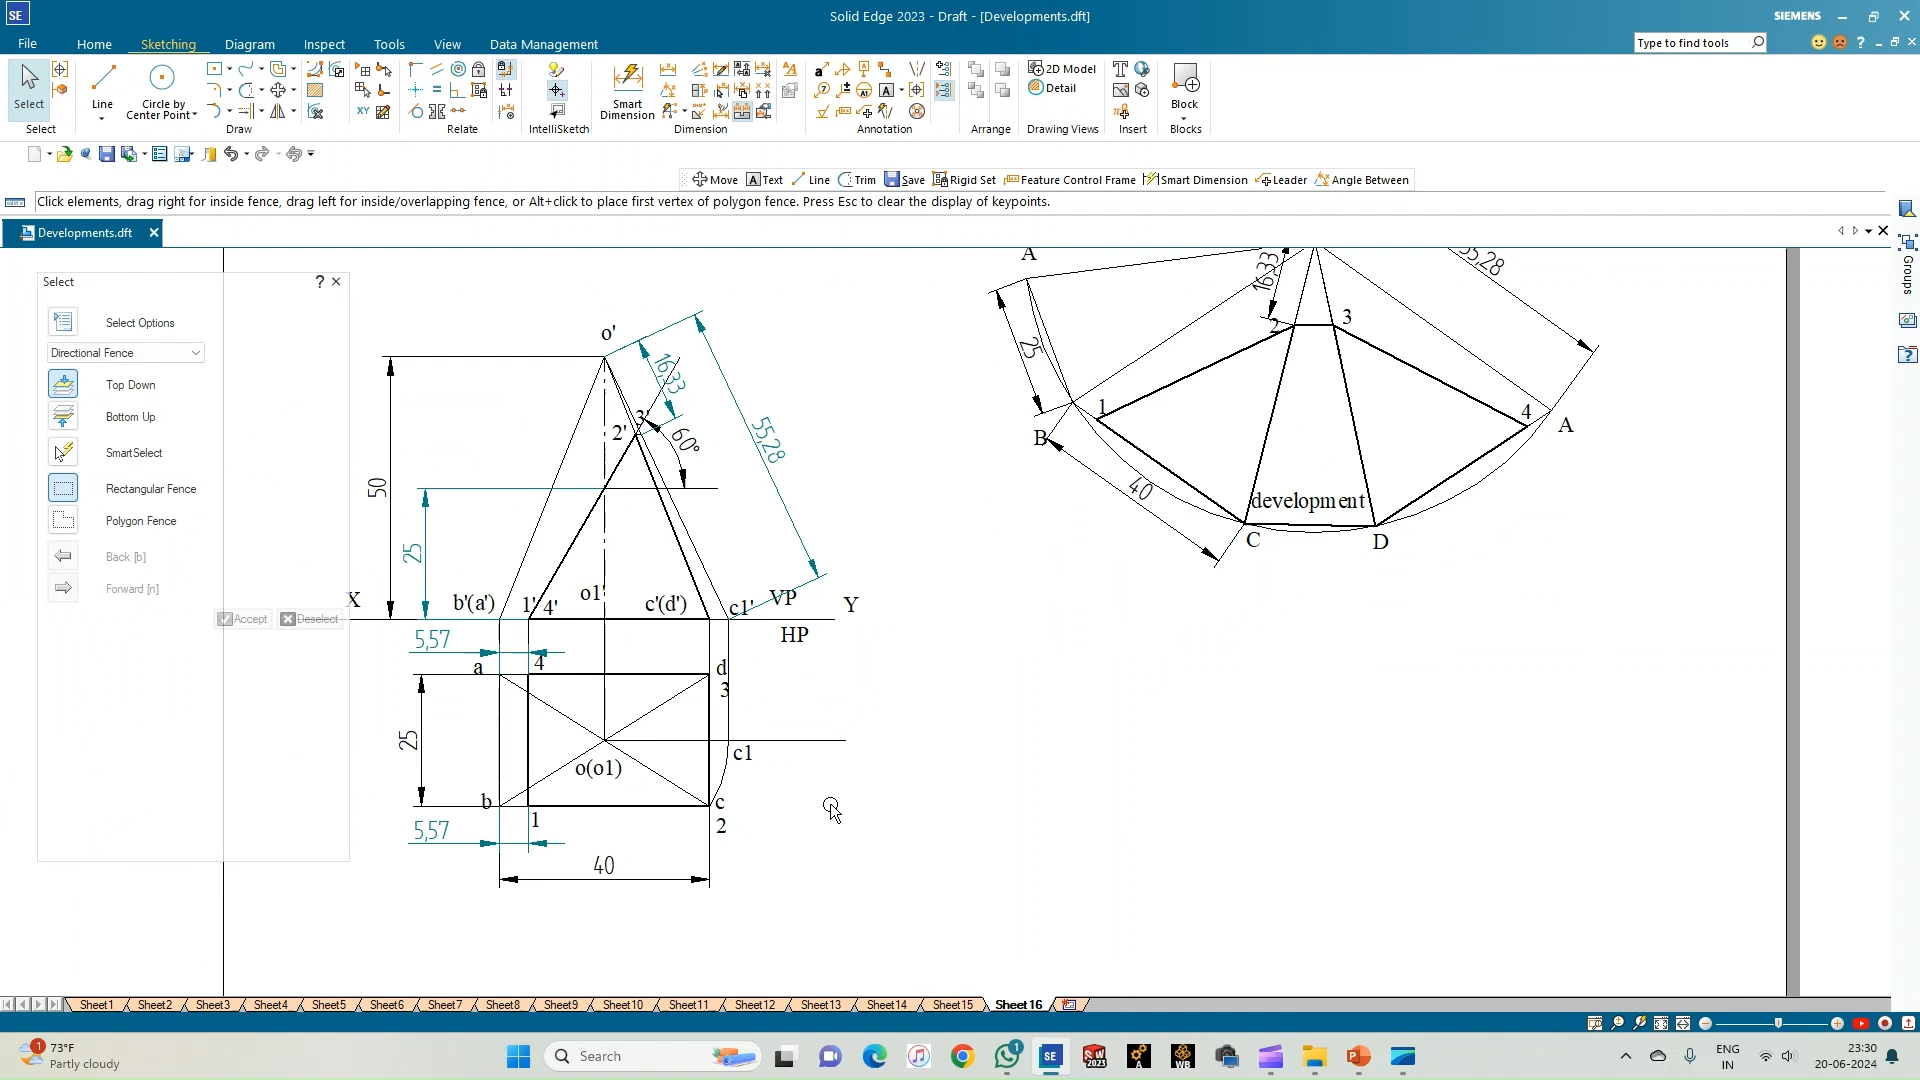 SE
Solid Edge 2023 - Draft - [Developments.dft]
SIEMENS
File
Home
Sketching
Diagram
Inspect
Tools
View
Data Management
Type to find tools
Select
Line
Circle by
Center Point
Smart
Dimension
2D Model
Detail
Block
Select
Draw
Relate
IntelliSketch
Dimension
Annotation
Arrange
Drawing Views
Insert
Blocks
Move
Text
Line
Trim
Save
Rigid Set
Feature Control Frame
Smart Dimension
Leader
Angle Between
Click elements, drag right for inside fence, drag left for inside/overlapping fence, or Alt+click to place first vertex of polygon fence. Press Esc to clear the display of keypoints.
Developments.dft
Groups
Select
Select Options
Directional Fence
Top Down
Bottom Up
SmartSelect
Rectangular Fence
Polygon Fence
Back [b]
Forward [n]
Accept
Deselect
A
16,33
55,28
2
3
25
1
4
A
B
40
development
C
D
o'
16,33
3'
2'
60°
55,28
50
25
o1'
X
b'(a')
1'
4'
c'(d')
c1'
VP
Y
HP
5,57
a
4
d
3
25
c1
o(o1)
b
c
1
2
5,57
40
Sheet1
Sheet2
Sheet3
Sheet4
Sheet5
Sheet6
Sheet7
Sheet8
Sheet9
Sheet10
Sheet11
Sheet12
Sheet13
Sheet14
Sheet15
Sheet16
1
73°F
Partly cloudy
Search
1
SE
2023
A
WB
ENG
IN
23:30
20-06-2024